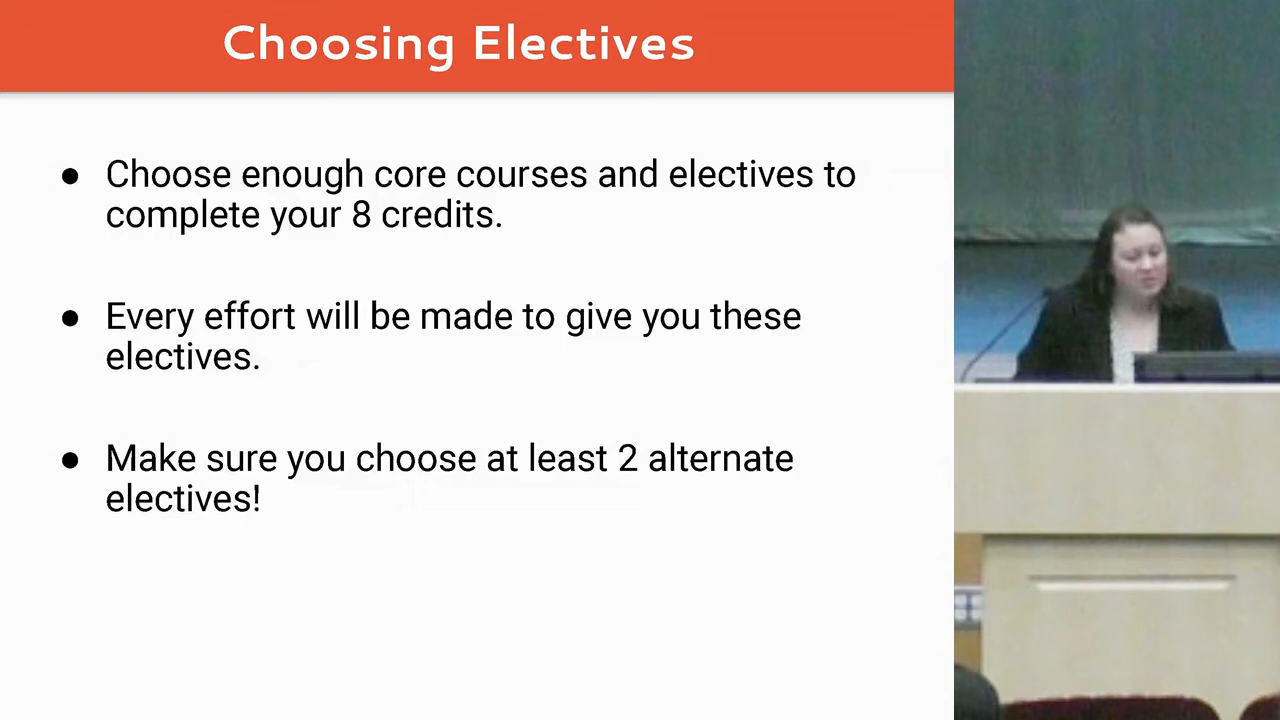 Choosing Electives
● Choose enough core courses and electives to
complete your 8 credits.
● Every effort will be made to give you these
electives.
● Make sure you choose at least 2 alternate
electives!